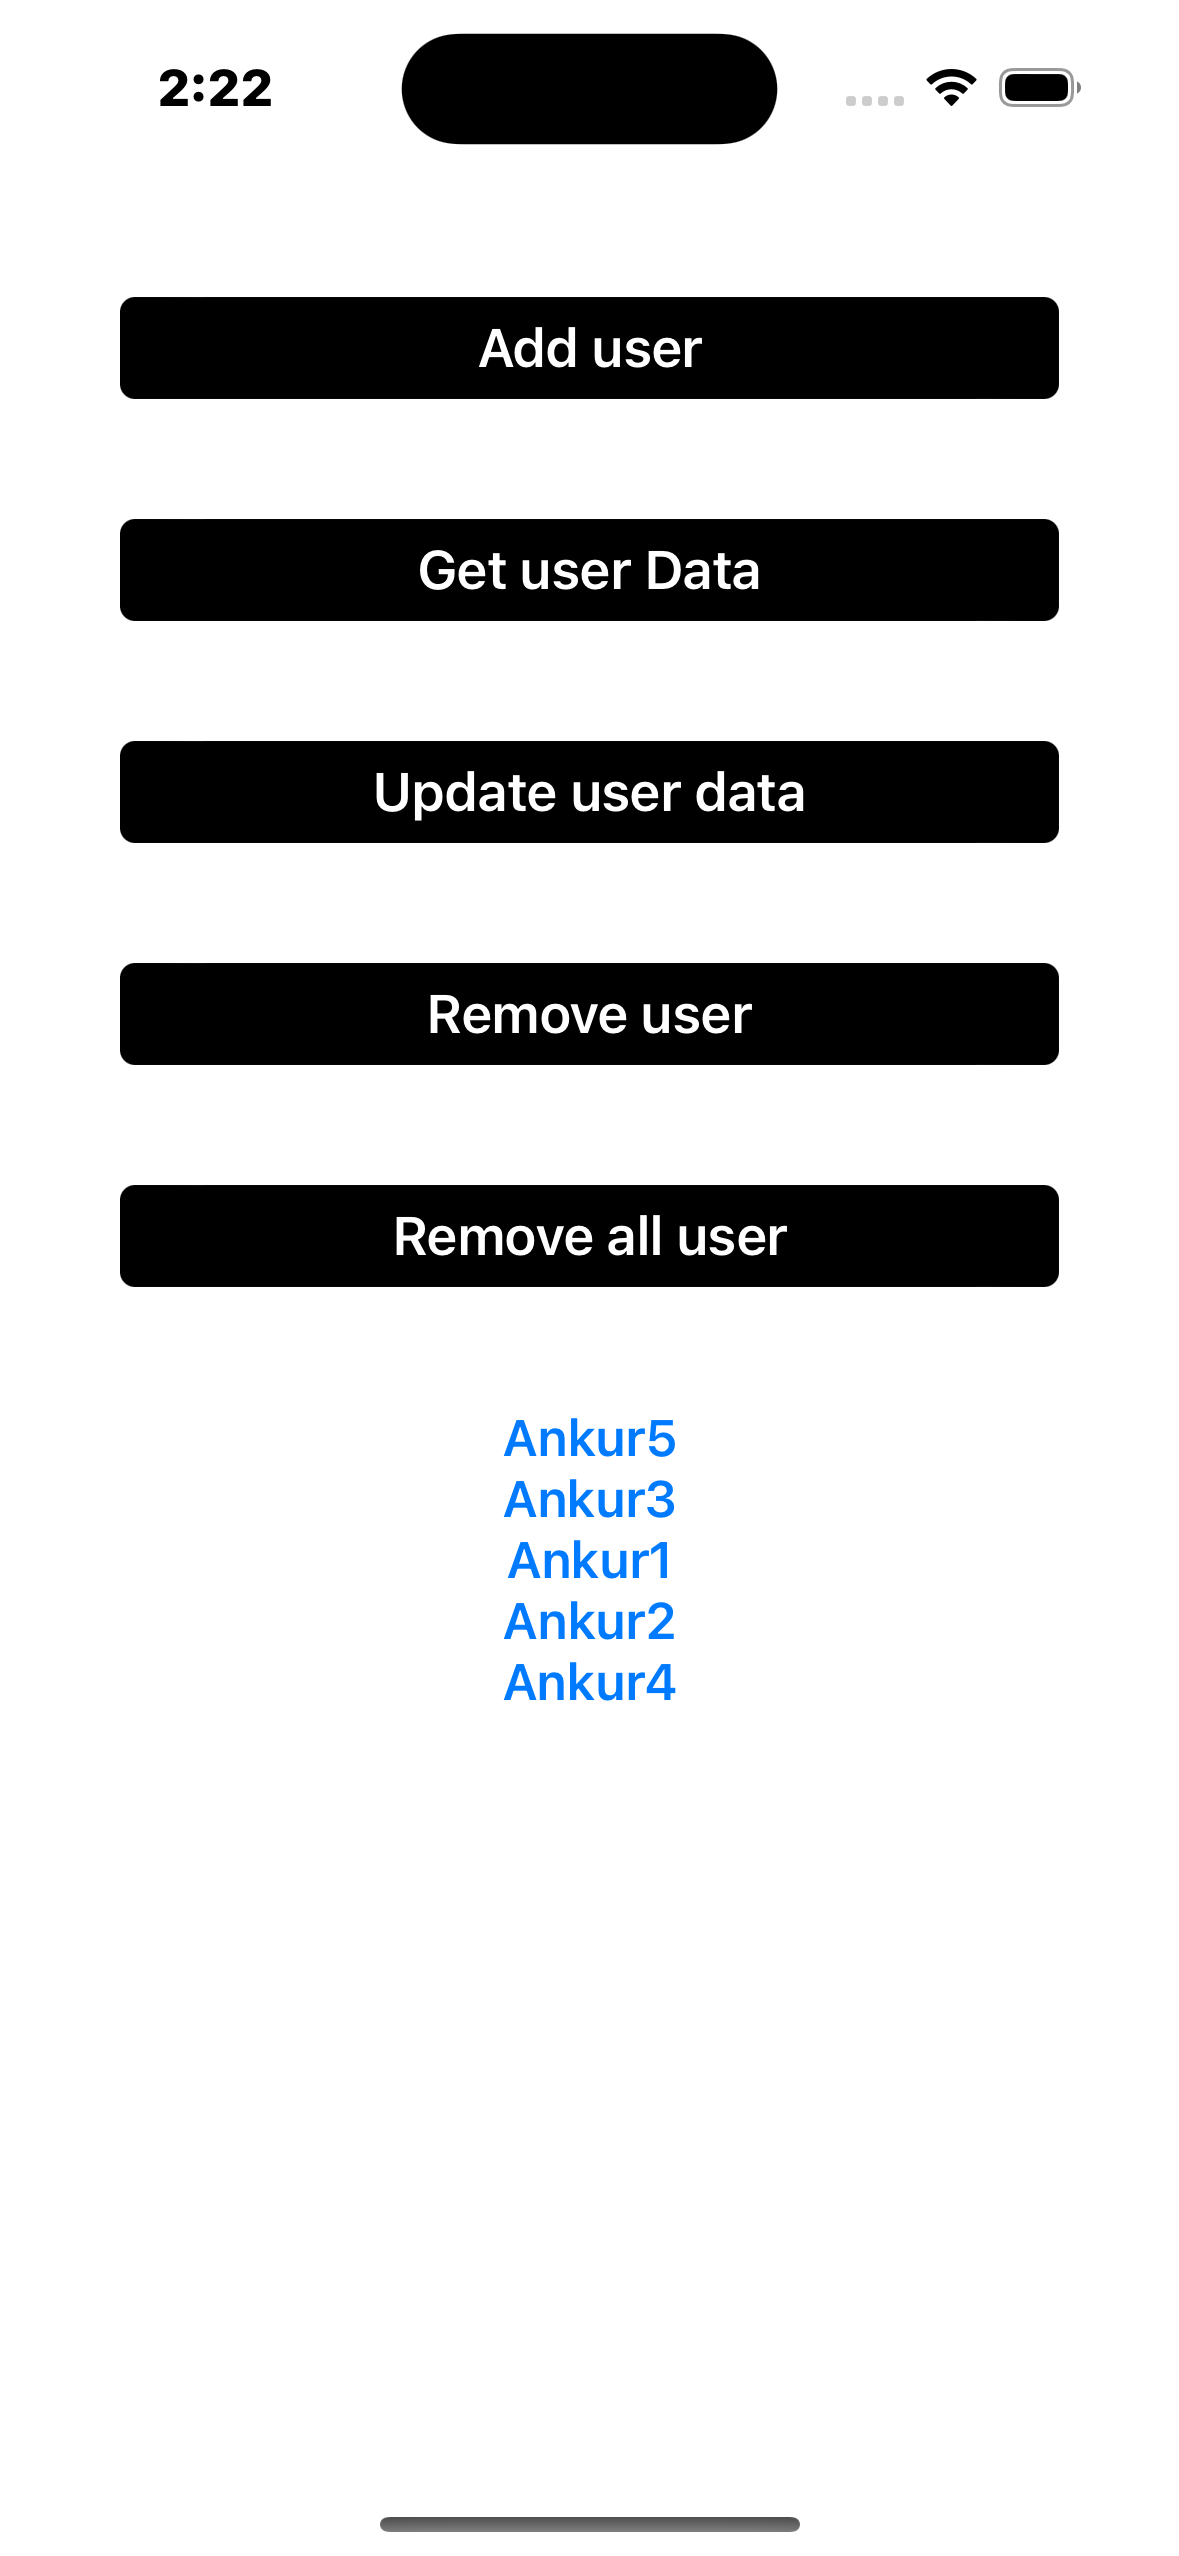 2:22
Add user
Get user Data
Update user data
Remove user
Remove all user
Ankur5
Ankur3
Ankur1
Ankur2
Ankur4